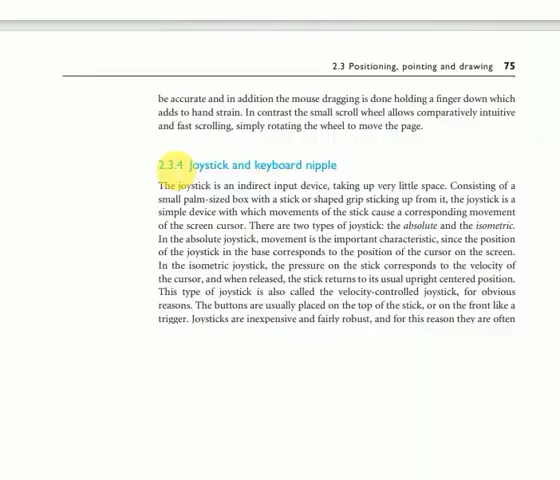 2.3 Positioning, pointing and drawing 75
be accurate and in addition the mouse dragging is done holding a finger down which
adds to hand strain. In contrast the small scroll wheel allows comparatively intuitive
and fast scrolling, simply rotating the wheel to move the page.
2.3.4 Joystick and keyboard nipple
The joystick is an indirect input device, taking up very little space. Consisting of a
small palm-sized box with a stick or shaped grip sticking up from it, the joystick is a
simple device with which movements of the stick cause a corresponding movement
of the screen cursor. There are two types of joystick: the absolute and the isometric.
In the absolute joystick, movement is the important characteristic, since the position
of the joystick in the base corresponds to the position of the cursor on the screen.
In the isometric joystick, the pressure on the stick corresponds to the velocity of
the cursor, and when released, the stick returns to its usual upright centered position.
This type of joystick is also called the velocity-controlled joystick, for obvious
reasons. The buttons are usually placed on the top of the stick, or on the front like a
trigger. Joysticks are inexpensive and fairly robust, and for this reason they are often